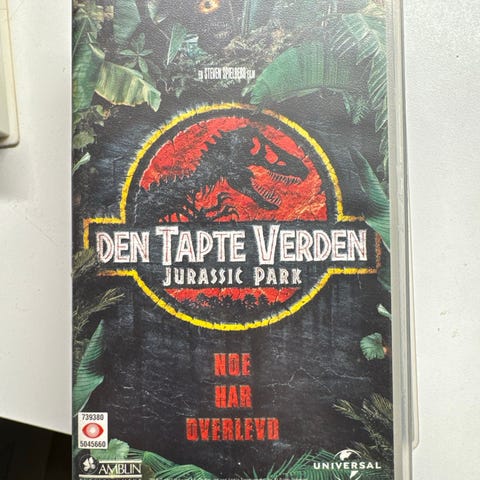 EN STEVEN SPIELBERG FILM
DEN TAPTE VERDEN
JURASSIC PARK
NOE
HAR
OVERLEVD
739380
5045660
AMBLIN
UNIVERSAL